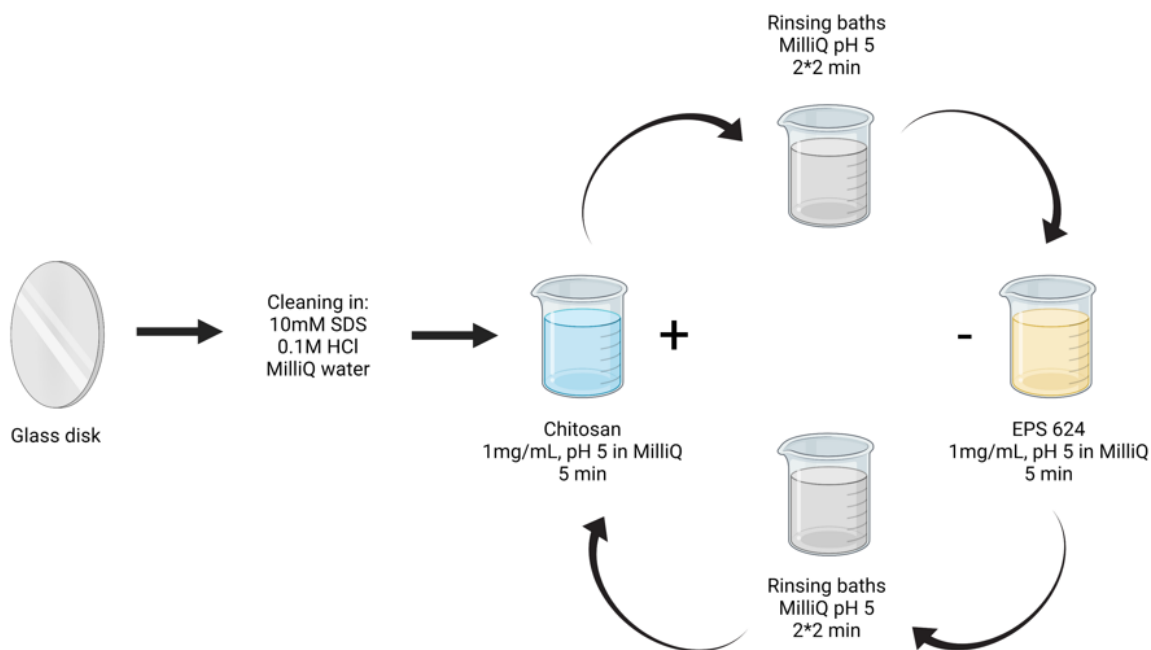 Rinsing baths
MilliQ pH 5
2*2 min
Cleaning in:
10mM SDS
0.1M HCl
MilliQ water
+
-
Glass disk
Chitosan
1mg/mL, pH 5 in MilliQ
5 min
EPS 624
1mg/mL, pH 5 in MilliQ
5 min
Rinsing baths
MilliQ pH 5
2*2 min